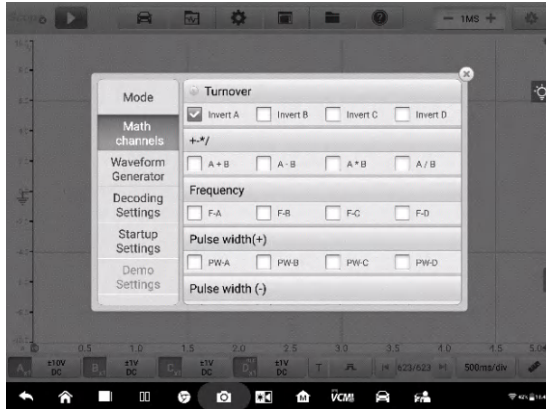 1MS
Mode
Math channels
Waveform Generator
Decoding Settings
Startup Settings
Demo Settings
Turnover
Invert A Invert B Invert C Invert D
+-*/
A + B A - B A * B A / B
Frequency
F-A F-B F-C F-D
Pulse width(+)
PW-A PW-B PW-C PW-D
Pulse width (-)
0.5 1.0 1.5 2.0 2.5 3.0 3.5 4.0 4.5 5.0
±10V DC ±1V DC ±1V DC ±1V DC T 623/623 500ms/div
VCMI